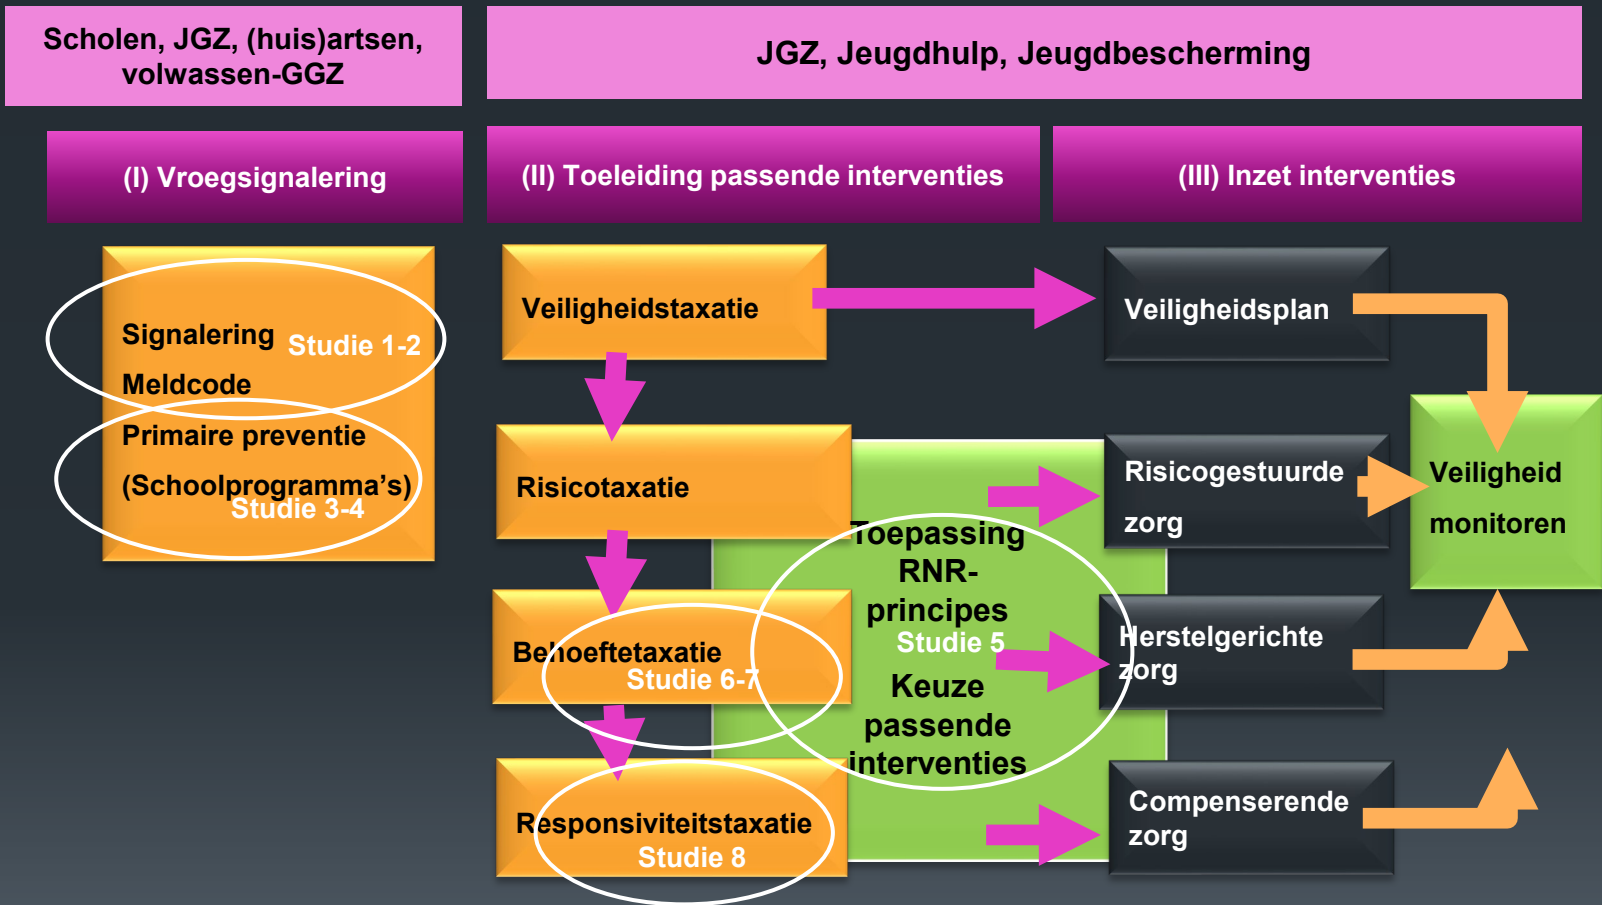 Scholen, JGZ, (huis)artsen,
volwassen-GGZ
JGZ, Jeugdhulp, Jeugdbescherming
(I) Vroegsignalering
(II) Toeleiding passende interventies
(III) Inzet interventies
Signalering
Studie 1-2
Meldcode
Primaire preventie
(Schoolprogramma's)
Studie 3-4
Veiligheidstaxatie
Risicotaxatie
Behoeftetaxatie
Studie 6-7
Responsiviteitstaxatie
Studie 8
Toepassing
RNR-
principes
Studie 5
Keuze
passende
interventies
Veiligheidsplan
Risicogestuurde
zorg
Herstelgerichte
zorg
Compenserende
zorg
Veiligheid
monitoren